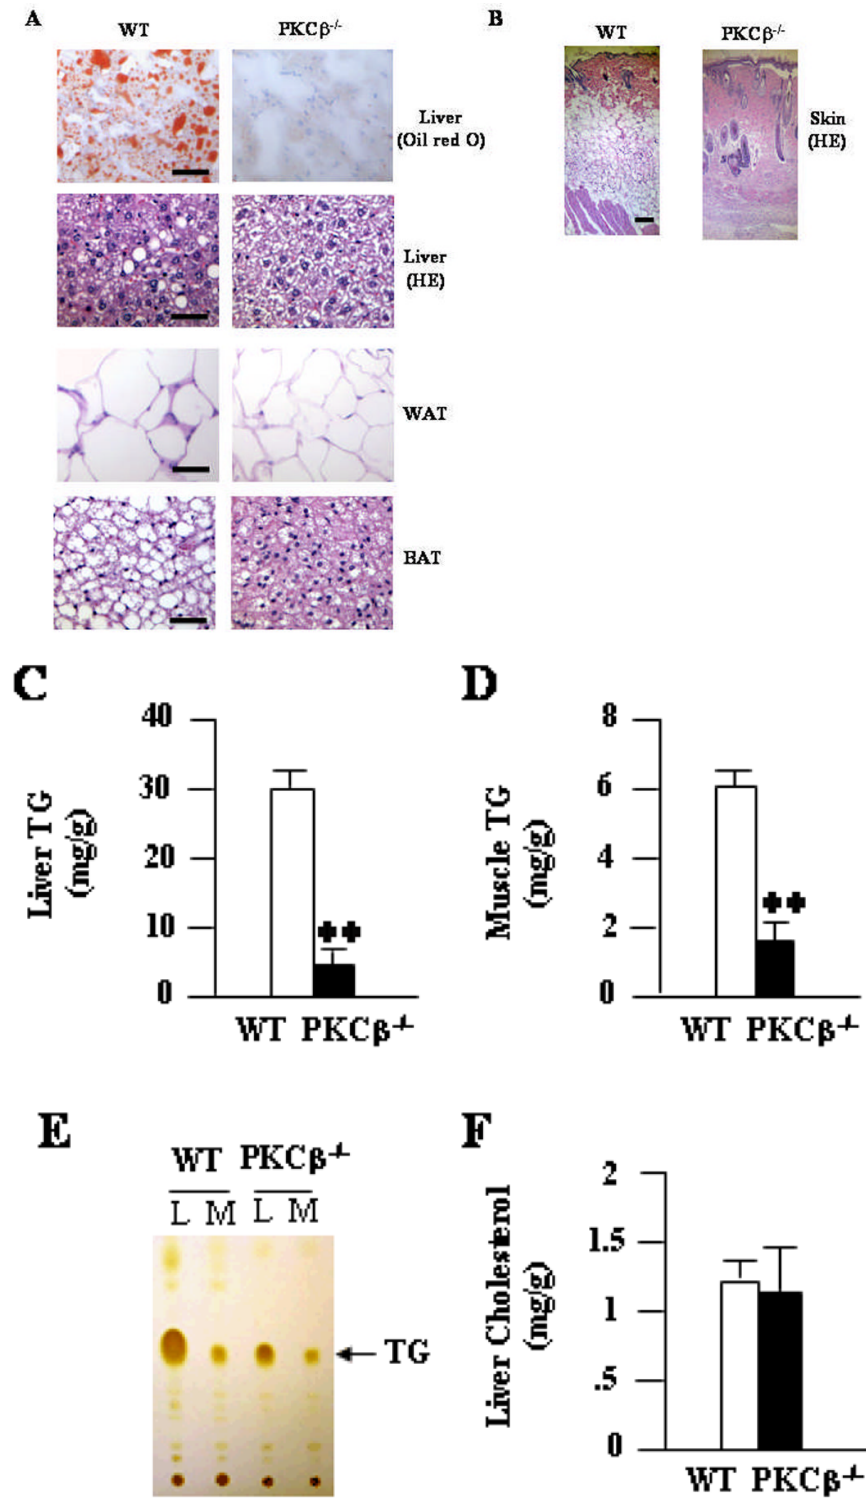 A
WT PKCβ-/-
Liver
(Oil red O)
Liver
(HE)
WAT
BAT
B
WT PKCβ-/-
Skin
(HE)
C
Liver TG
(mg/g)
40
30
20
10
0
WT PKCβ-/-
D
Muscle TG
(mg/g)
8
6
4
2
0
WT PKCβ-/-
E
WT PKCβ-/-
L M L M
TG
F
Liver Cholesterol
(mg/g)
2
1.5
1
.5
0
WT PKCβ-/-